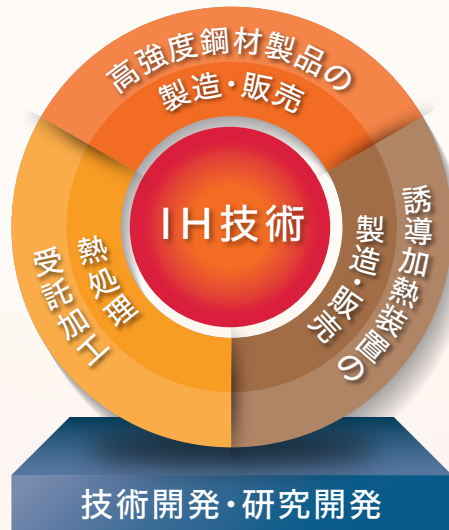 高強度鋼材製品の
製造・販売
IH技術
誘導加熱装置の
製造・販売
熱処理
受託加工
技術開発・研究開発